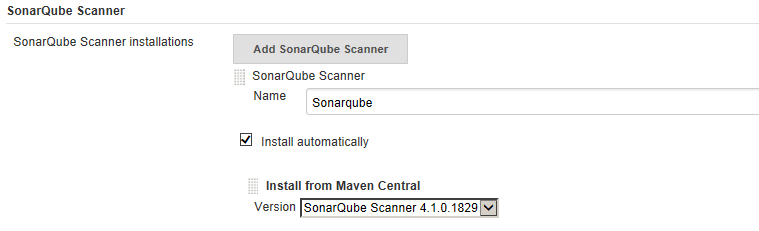 SonarQube Scanner
SonarQube Scanner installations
Add SonarQube Scanner
SonarQube Scanner
Name
Sonarqube
Install automatically
Install from Maven Central
Version SonarQube Scanner 4.1.0.1829